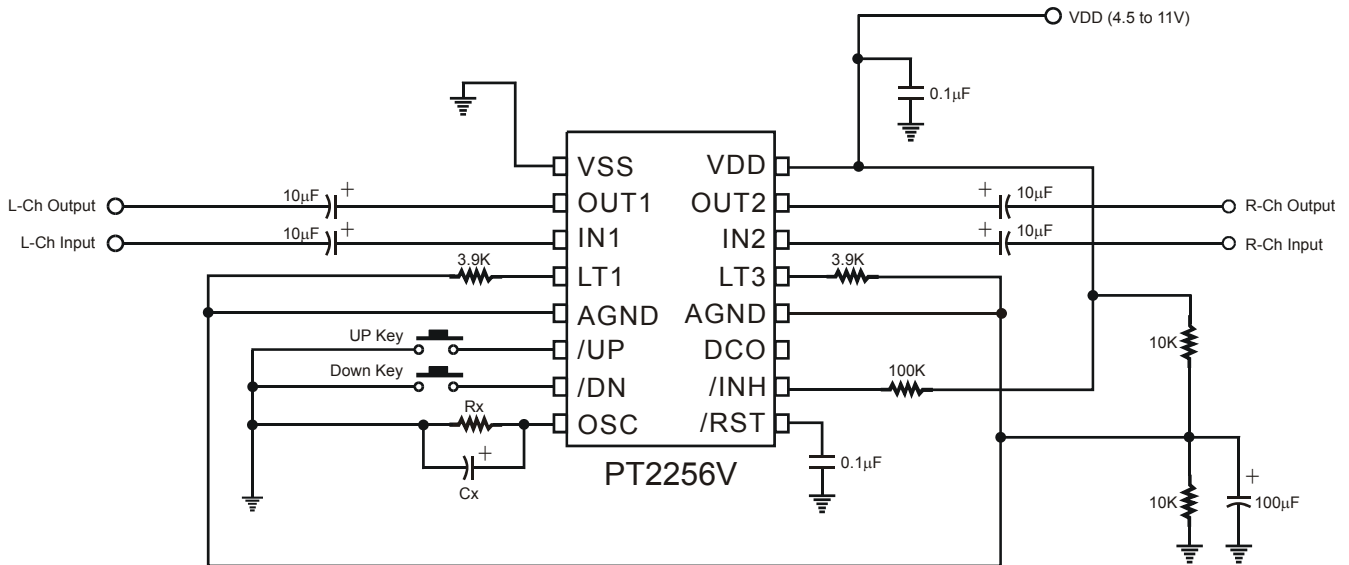 VDD (4.5 to 11V)
0.1μF
VSS VDD
L-Ch Output 10μF + OUT1 OUT2 + 10μF R-Ch Output
L-Ch Input 10μF + IN1 IN2 + 10μF R-Ch Input
3.9K LT1 LT3 3.9K
AGND AGND
UP Key /UP DCO 10K
Down Key /DN /INH 100K
Rx OSC /RST
+ Cx
0.1μF
PT2256V
10K + 100μF